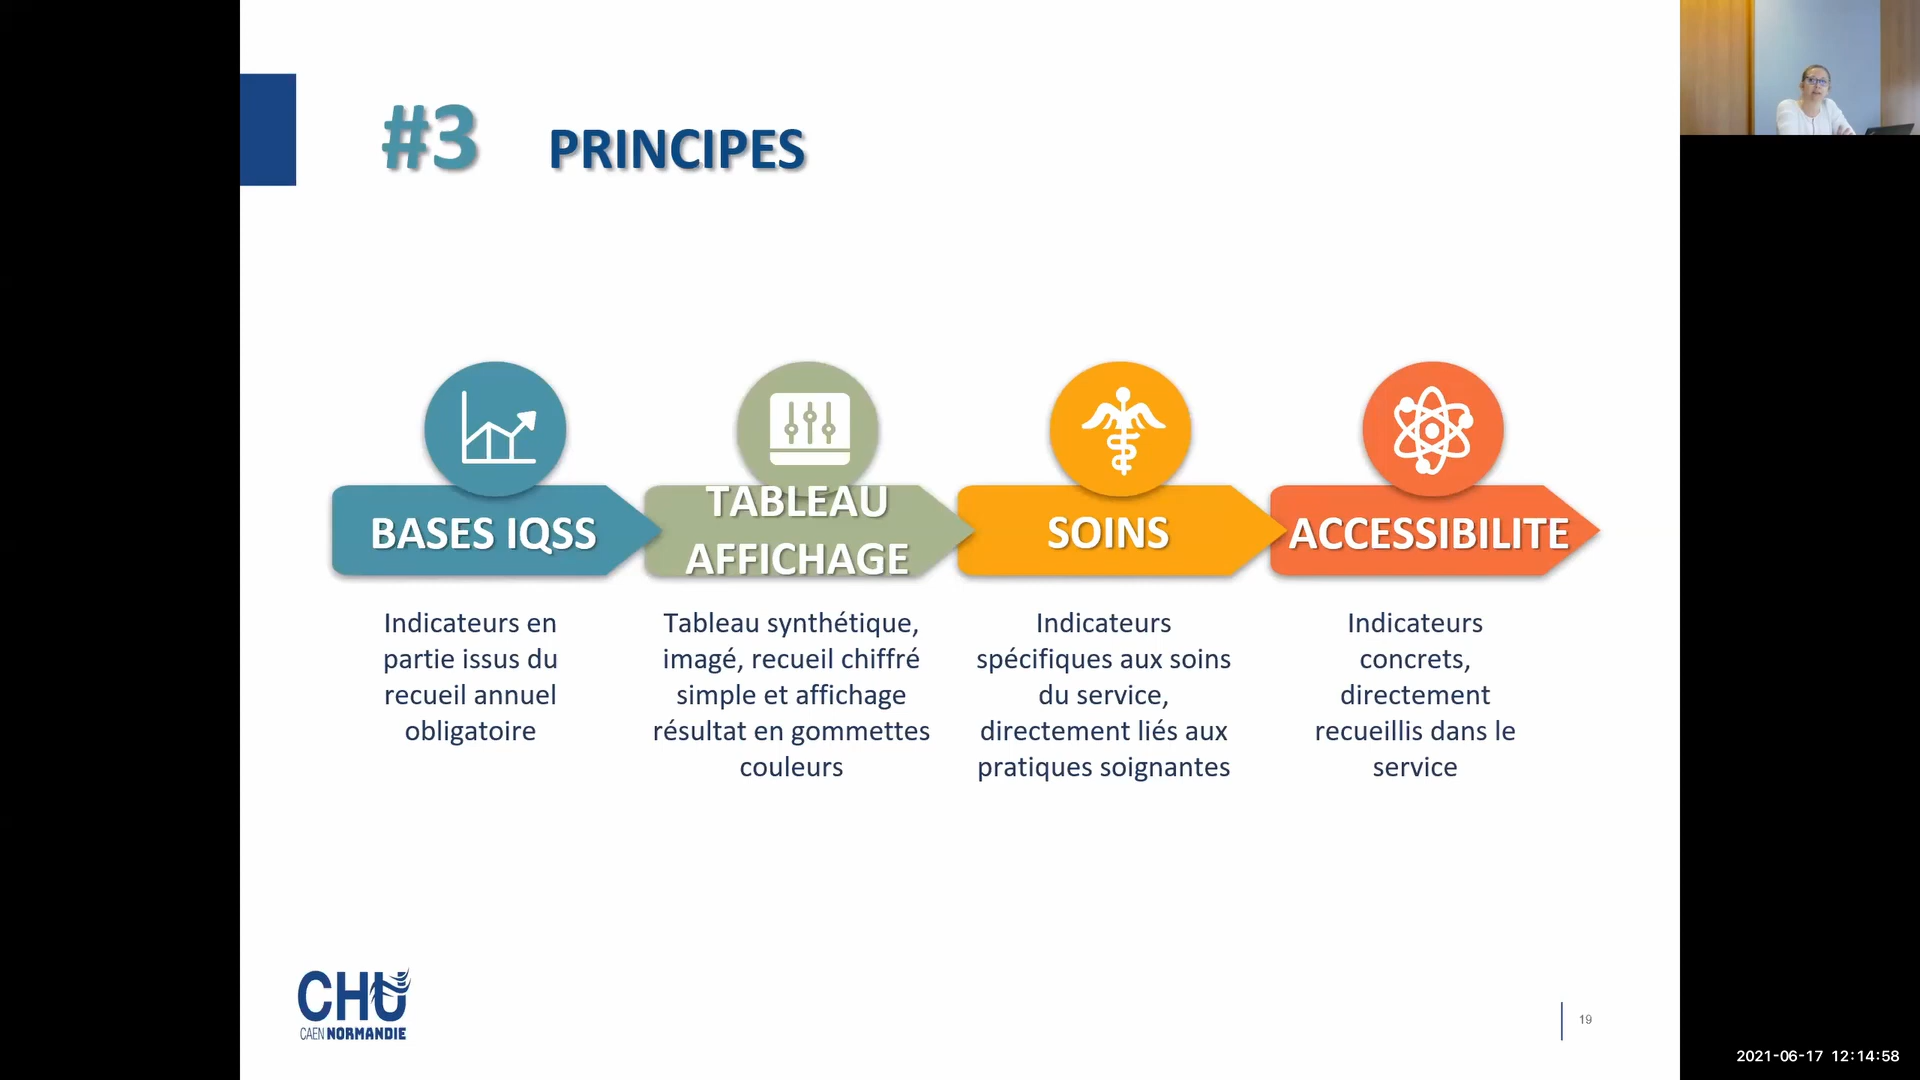 #3 PRINCIPES
BASES IQSS
Indicateurs en
partie issus du
recueil annuel
obligatoire
TABLEAU
AFFICHAGE
Tableau synthétique,
imagé, recueil chiffré
simple et affichage
résultat en gommettes
couleurs
SOINS
Indicateurs
spécifiques aux soins
du service,
directement liés aux
pratiques soignantes
ACCESSIBILITE
Indicateurs
concrets,
directement
recueillis dans le
service
CHU
CAEN NORMANDIE
19
2021-06-17 12:14:58